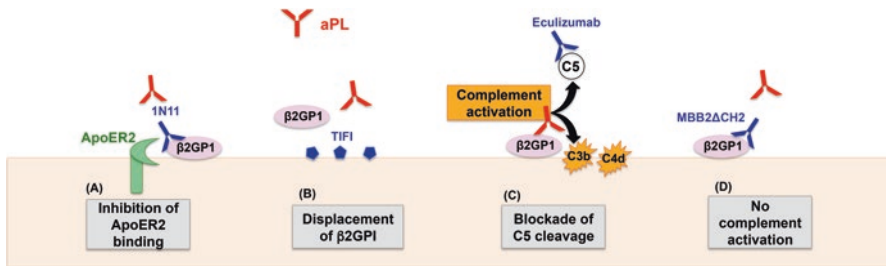 aPL
1N11
ApoER2
β2GP1
(A)
Inhibition of
ApoER2
binding
β2GP1
TIFI
(B)
Displacement
of β2GPI
Eculizumab
C5
Complement
activation
β2GP1
C3b
C4d
(C)
Blockade of
C5 cleavage
MBB2ΔCH2
β2GP1
(D)
No
complement
activation